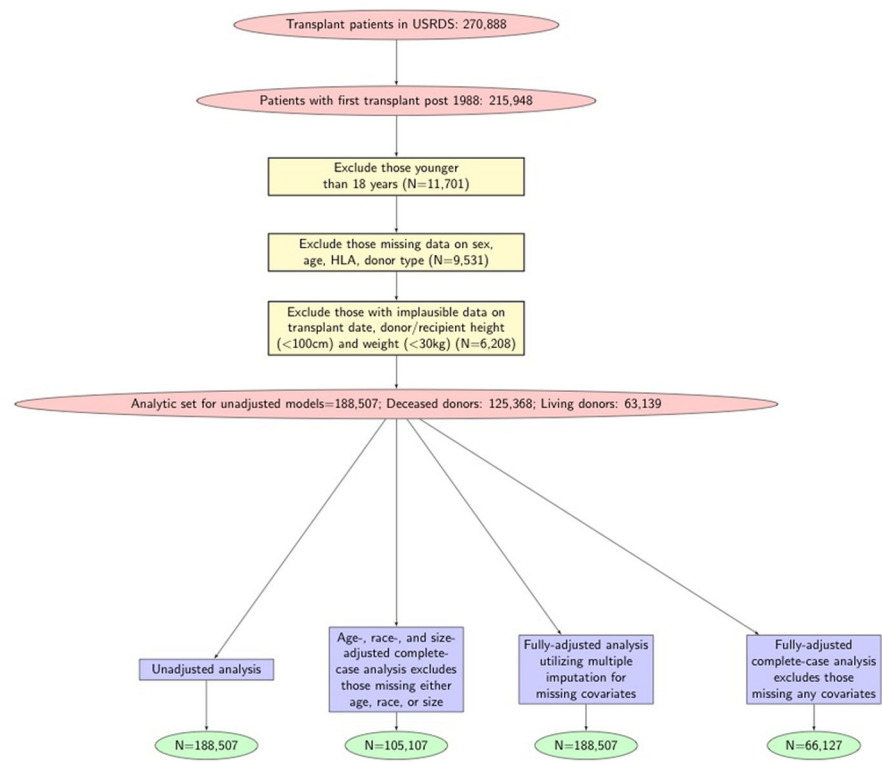 Transplant patients in USRDS: 270,888
Patients with first transplant post 1988: 215,948
Exclude those younger
than 18 years (N=11,701)
Exclude those missing data on sex,
age, HLA, donor type (N=9,531)
Exclude those with implausible data on
transplant date, donor/recipient height
(<100cm) and weight (<30kg) (N=6,208)
Analytic set for unadjusted models=188,507; Deceased donors: 125,368; Living donors: 63,139
Unadjusted analysis
N=188,507
Age-, race-, and size-
adjusted complete-
case analysis excludes
those missing either
age, race, or size
N=105,107
Fully-adjusted analysis
utilizing multiple
imputation for
missing covariates
N=188,507
Fully-adjusted
complete-case analysis
excludes those
missing any covariates
N=66,127